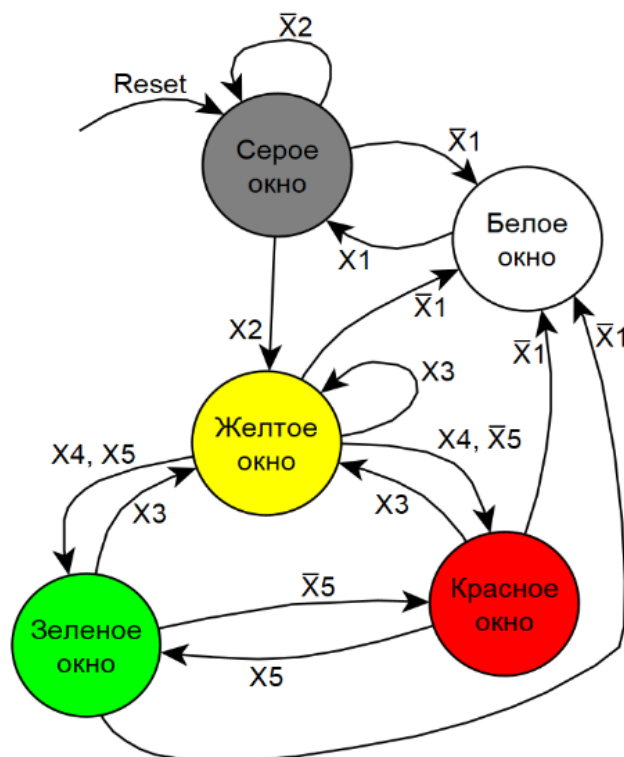 X̅2
Reset
Серое
окно
X̅1
Белое
окно
X1
X2
X̅1
X̅1
X̅1
X3
Желтое
окно
X4, X5
X4, X̅5
X3
X3
Зеленое
окно
X̅5
Красное
окно
X5